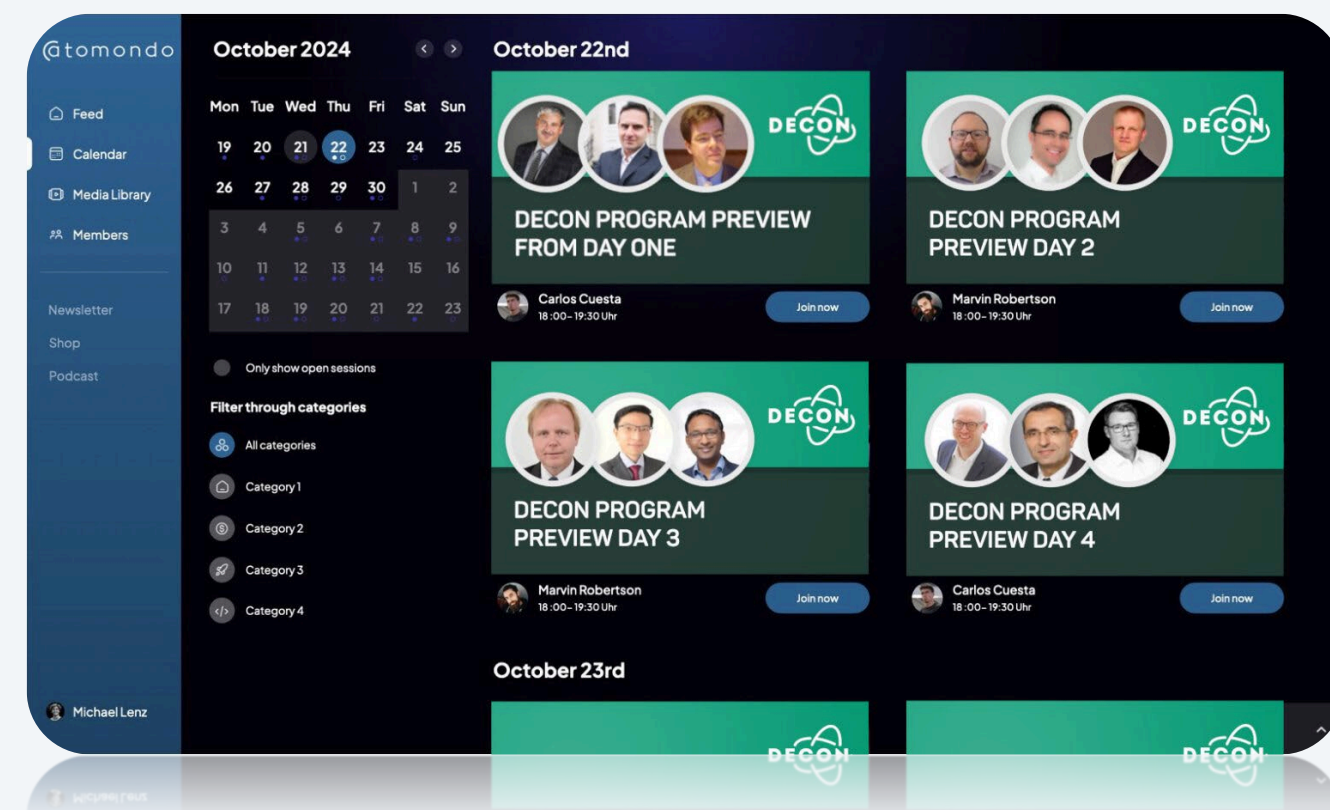 atomondo
Feed
Calendar
Media Library
Members
Newsletter
Shop
Podcast
Michael Lenz
October 2024
Mon Tue Wed Thu Fri Sat Sun
19 20 21 22 23 24 25
26 27 28 29 30 1 2
3 4 5 6 7 8 9
10 11 12 13 14 15 16
17 18 19 20 21 22 23
Only show open sessions
Filter through categories
All categories
Category 1
Category 2
Category 3
Category 4
October 22nd
DECON
DECON PROGRAM PREVIEW
FROM DAY ONE
Carlos Cuesta
18:00–19:30 Uhr
Join now
DECON
DECON PROGRAM
PREVIEW DAY 2
Marvin Robertson
18:00–19:30 Uhr
Join now
DECON
DECON PROGRAM
PREVIEW DAY 3
Marvin Robertson
18:00–19:30 Uhr
Join now
DECON
DECON PROGRAM
PREVIEW DAY 4
Carlos Cuesta
18:00–19:30 Uhr
Join now
October 23rd
DECON
DECON